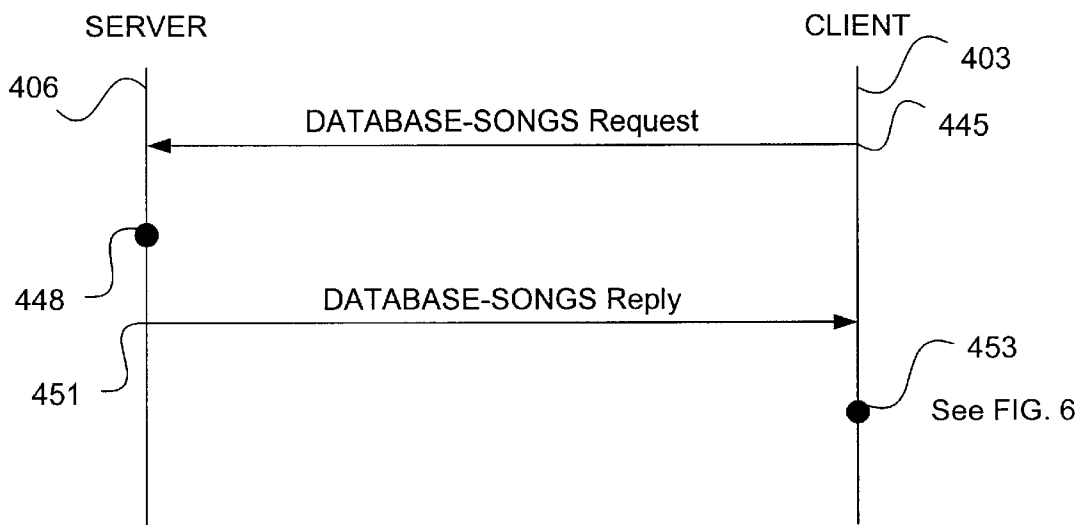 SERVER
CLIENT
403
406
DATABASE-SONGS Request
445
448
DATABASE-SONGS Reply
453
451
See FIG. 6